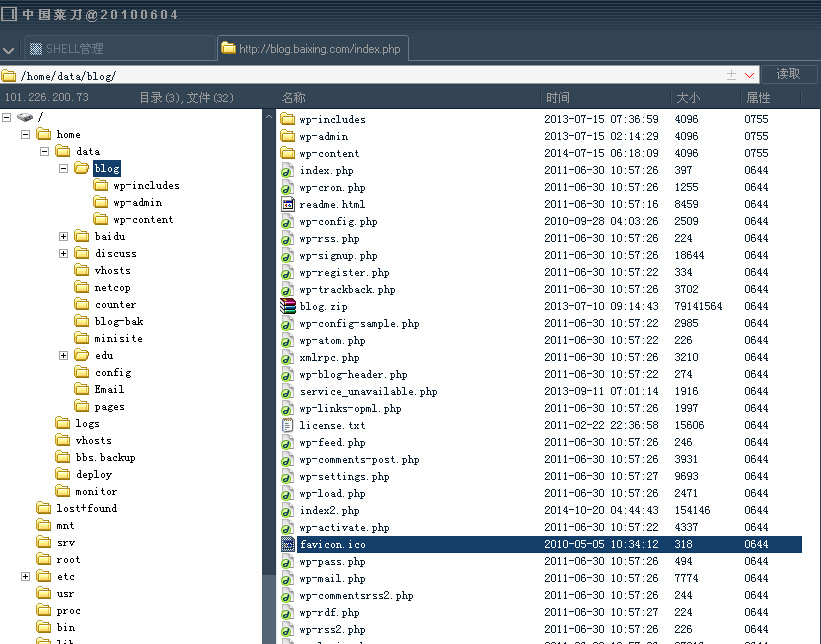 中国菜刀@20100604
SHELL管理
http://blog.baixing.com/index.php
/home/data/blog/
读取
101.226.200.73 目录(3),文件(32)
名称 时间 大小 属性
/
home
data
blog
wp-includes
wp-admin
wp-content
baidu
discuss
vhosts
netcop
counter
blog-bak
minisite
edu
config
Email
pages
logs
vhosts
bbs.backup
deploy
monitor
lost+found
mnt
srv
root
etc
usr
proc
bin
wp-includes 2013-07-15 07:36:59 4096 0755
wp-admin 2013-07-15 02:14:29 4096 0755
wp-content 2014-07-15 06:18:09 4096 0755
index.php 2011-06-30 10:57:26 397 0644
wp-cron.php 2011-06-30 10:57:26 1255 0644
readme.html 2011-06-30 10:57:16 8459 0644
wp-config.php 2010-09-28 04:03:26 2509 0644
wp-rss.php 2011-06-30 10:57:26 224 0644
wp-signup.php 2011-06-30 10:57:26 18644 0644
wp-register.php 2011-06-30 10:57:22 334 0644
wp-trackback.php 2011-06-30 10:57:26 3702 0644
blog.zip 2013-07-10 09:14:43 79141564 0644
wp-config-sample.php 2011-06-30 10:57:22 2985 0644
wp-atom.php 2011-06-30 10:57:22 226 0644
xmlrpc.php 2011-06-30 10:57:26 3210 0644
wp-blog-header.php 2011-06-30 10:57:22 274 0644
service_unavailable.php 2013-09-11 07:01:14 1916 0644
wp-links-opml.php 2011-06-30 10:57:26 1997 0644
license.txt 2011-02-22 22:36:58 15606 0644
wp-feed.php 2011-06-30 10:57:26 246 0644
wp-comments-post.php 2011-06-30 10:57:26 3931 0644
wp-settings.php 2011-06-30 10:57:27 9693 0644
wp-load.php 2011-06-30 10:57:26 2471 0644
index2.php 2014-10-20 04:44:43 154146 0644
wp-activate.php 2011-06-30 10:57:22 4337 0644
favicon.ico 2010-05-05 10:34:12 318 0644
wp-pass.php 2011-06-30 10:57:26 494 0644
wp-mail.php 2011-06-30 10:57:26 7774 0644
wp-commentsrss2.php 2011-06-30 10:57:26 244 0644
wp-rdf.php 2011-06-30 10:57:27 224 0644
wp-rss2.php 2011-06-30 10:57:26 226 0644